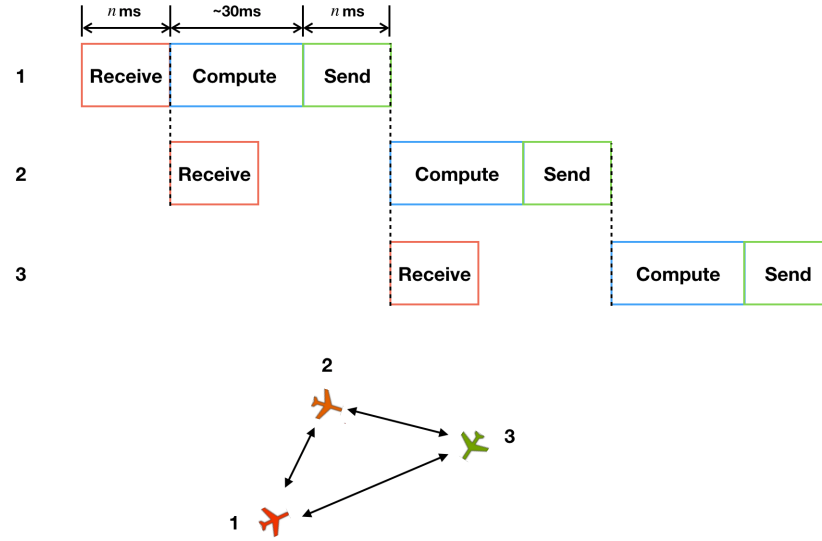 n ms ~30ms n ms
1 Receive Compute Send
2 Receive Compute Send
3 Receive Compute Send
2
3
1